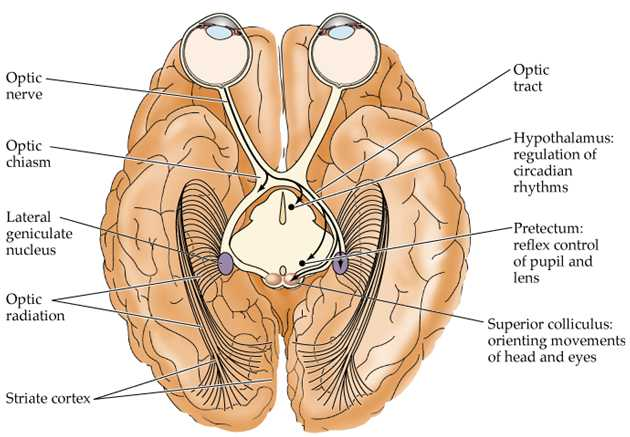 Optic
nerve
Optic
chiasm
Lateral
geniculate
nucleus
Optic
radiation
Striate cortex
Optic
tract
Hypothalamus:
regulation of
circadian
rhythms
Pretectum:
reflex control
of pupil and
lens
Superior colliculus:
orienting movements
of head and eyes